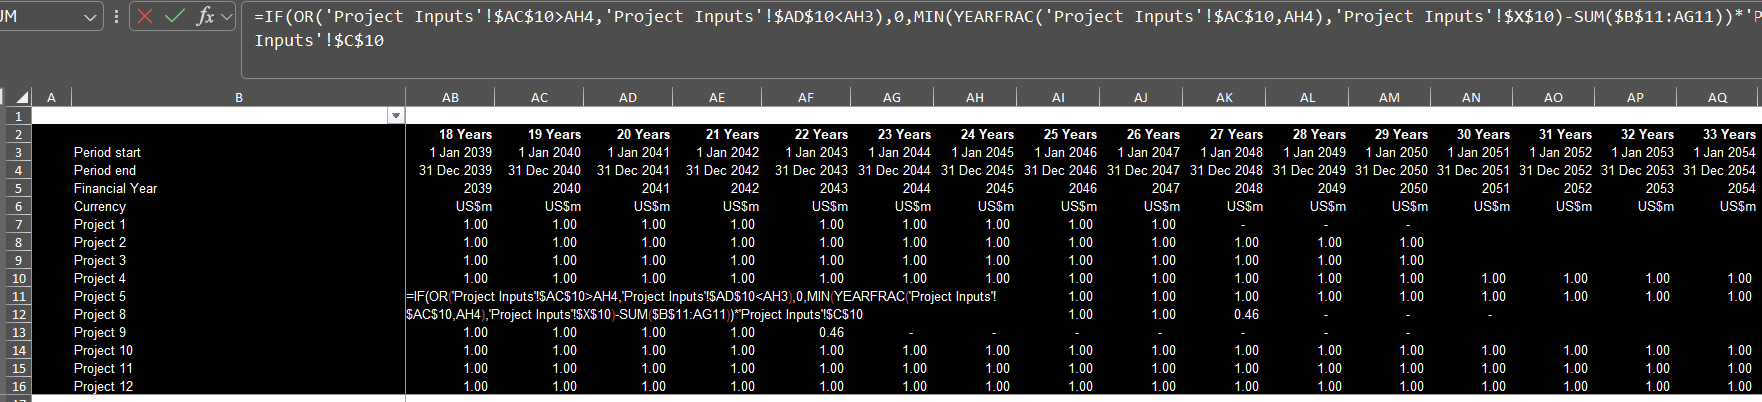 UM fx =IF(OR('Project Inputs'!$AC$10>AH4,'Project Inputs'!$AD$10<AH3),0,MIN(YEARFRAC('Project Inputs'!$AC$10,AH4),'Project Inputs'!$X$10)-SUM($B$11:AG11))*'P
Inputs'!$C$10
A B AB AC AD AE AF AG AH AI AJ AK AL AM AN AO AP AQ
1
2 18 Years 19 Years 20 Years 21 Years 22 Years 23 Years 24 Years 25 Years 26 Years 27 Years 28 Years 29 Years 30 Years 31 Years 32 Years 33 Years
3 Period start 1 Jan 2039 1 Jan 2040 1 Jan 2041 1 Jan 2042 1 Jan 2043 1 Jan 2044 1 Jan 2045 1 Jan 2046 1 Jan 2047 1 Jan 2048 1 Jan 2049 1 Jan 2050 1 Jan 2051 1 Jan 2052 1 Jan 2053 1 Jan 2054
4 Period end 31 Dec 2039 31 Dec 2040 31 Dec 2041 31 Dec 2042 31 Dec 2043 31 Dec 2044 31 Dec 2045 31 Dec 2046 31 Dec 2047 31 Dec 2048 31 Dec 2049 31 Dec 2050 31 Dec 2051 31 Dec 2052 31 Dec 2053 31 Dec 2054
5 Financial Year 2039 2040 2041 2042 2043 2044 2045 2046 2047 2048 2049 2050 2051 2052 2053 2054
6 Currency US$m US$m US$m US$m US$m US$m US$m US$m US$m US$m US$m US$m US$m US$m US$m US$m
7 Project 1 1.00 1.00 1.00 1.00 1.00 1.00 1.00 1.00 1.00 - - -
8 Project 2 1.00 1.00 1.00 1.00 1.00 1.00 1.00 1.00 1.00 1.00 1.00 1.00
9 Project 3 1.00 1.00 1.00 1.00 1.00 1.00 1.00 1.00 1.00 1.00 1.00 1.00
10 Project 4 1.00 1.00 1.00 1.00 1.00 1.00 1.00 1.00 1.00 1.00 1.00 1.00 1.00 1.00 1.00 1.00
11 Project 5 =IF(OR('Project Inputs'!$AC$10>AH4,'Project Inputs'!$AD$10<AH3),0,MIN(YEARFRAC('Project Inputs'! 1.00 1.00 1.00 1.00 1.00 1.00 1.00 1.00 1.00
12 Project 8 $AC$10,AH4),'Project Inputs'!$X$10)-SUM($B$11:AG11))*'Project Inputs'!$C$10 1.00 1.00 0.46 - - -
13 Project 9 1.00 1.00 1.00 1.00 0.46 - - - - - - -
14 Project 10 1.00 1.00 1.00 1.00 1.00 1.00 1.00 1.00 1.00 1.00 1.00 1.00 1.00 1.00 1.00 1.00
15 Project 11 1.00 1.00 1.00 1.00 1.00 1.00 1.00 1.00 1.00 1.00 1.00 1.00 1.00 1.00 1.00 1.00
16 Project 12 1.00 1.00 1.00 1.00 1.00 1.00 1.00 1.00 1.00 1.00 1.00 1.00 1.00 1.00 1.00 1.00